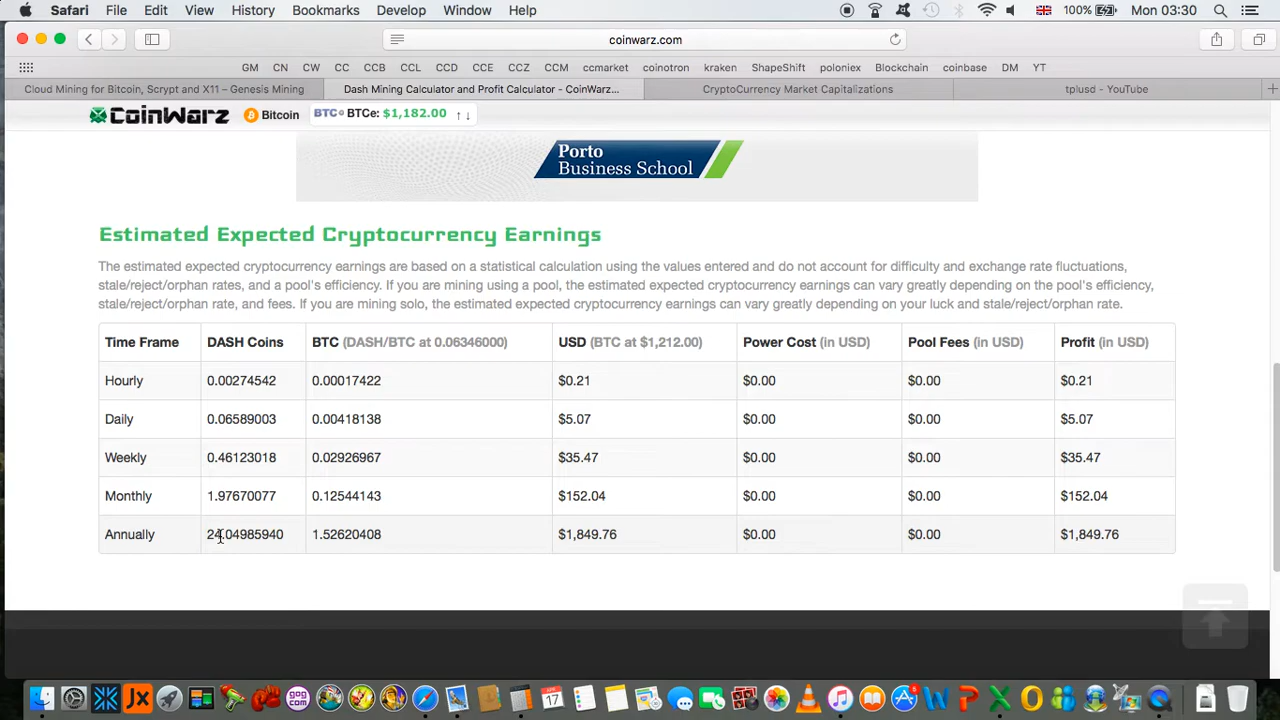 Safari File Edit View History Bookmarks Develop Window Help 100% Mon 03:30
coinwarz.com
GM CN CW CC CCB CCL CCD CCE CCZ CCM ccmarket coinotron kraken ShapeShift poloniex Blockchain coinbase DM YT
Cloud Mining for Bitcoin, Scrypt and X11 – Genesis Mining Dash Mining Calculator and Profit Calculator - CoinWarz... CryptoCurrency Market Capitalizations tplusd - YouTube
CoinWarz Bitcoin BTC BTCe: $1,182.00 ↑ ↓
Porto
Business School
Estimated Expected Cryptocurrency Earnings
The estimated expected cryptocurrency earnings are based on a statistical calculation using the values entered and do not account for difficulty and exchange rate fluctuations,
stale/reject/orphan rates, and a pool's efficiency. If you are mining using a pool, the estimated expected cryptocurrency earnings can vary greatly depending on the pool's efficiency,
stale/reject/orphan rate, and fees. If you are mining solo, the estimated expected cryptocurrency earnings can vary greatly depending on your luck and stale/reject/orphan rate.
Time Frame DASH Coins BTC (DASH/BTC at 0.06346000) USD (BTC at $1,212.00) Power Cost (in USD) Pool Fees (in USD) Profit (in USD)
Hourly 0.00274542 0.00017422 $0.21 $0.00 $0.00 $0.21
Daily 0.06589003 0.00418138 $5.07 $0.00 $0.00 $5.07
Weekly 0.46123018 0.02926967 $35.47 $0.00 $0.00 $35.47
Monthly 1.97670077 0.12544143 $152.04 $0.00 $0.00 $152.04
Annually 24.04985940 1.52620408 $1,849.76 $0.00 $0.00 $1,849.76